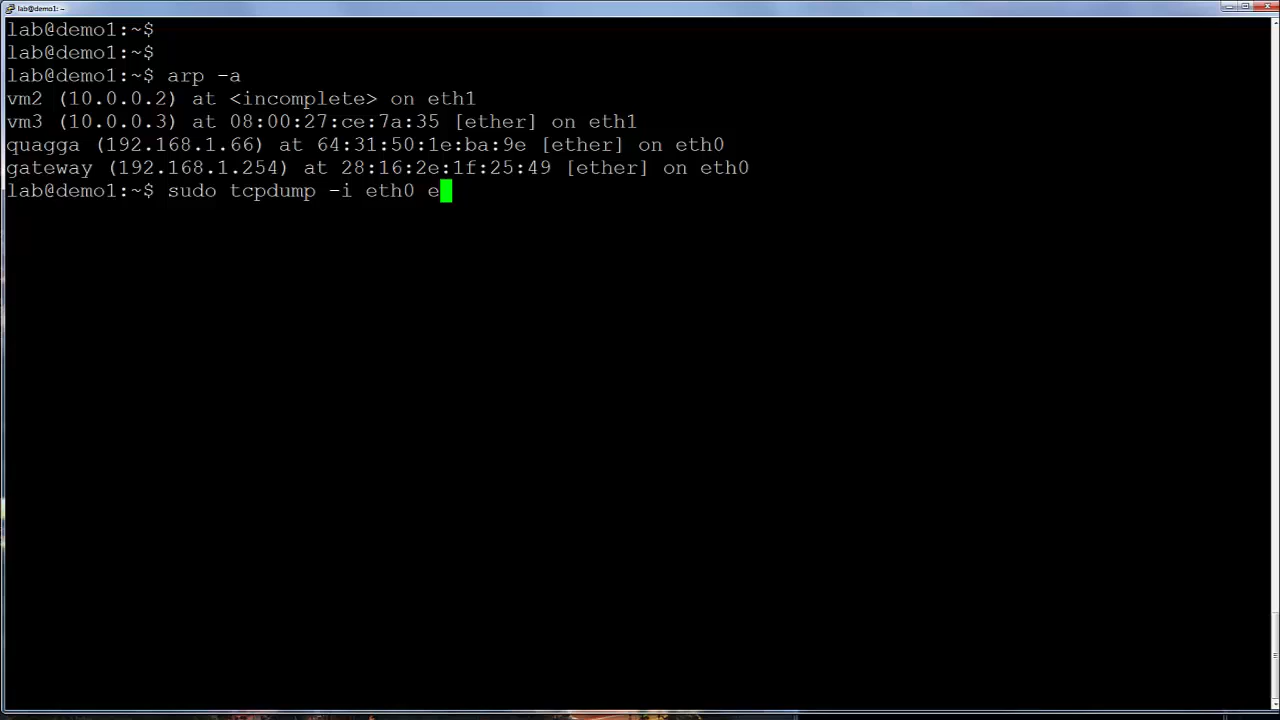 lab@demo1: ~
lab@demo1:~$
lab@demo1:~$
lab@demo1:~$ arp -a
vm2 (10.0.0.2) at <incomplete> on eth1
vm3 (10.0.0.3) at 08:00:27:ce:7a:35 [ether] on eth1
quagga (192.168.1.66) at 64:31:50:1e:ba:9e [ether] on eth0
gateway (192.168.1.254) at 28:16:2e:1f:25:49 [ether] on eth0
lab@demo1:~$ sudo tcpdump -i eth0 e